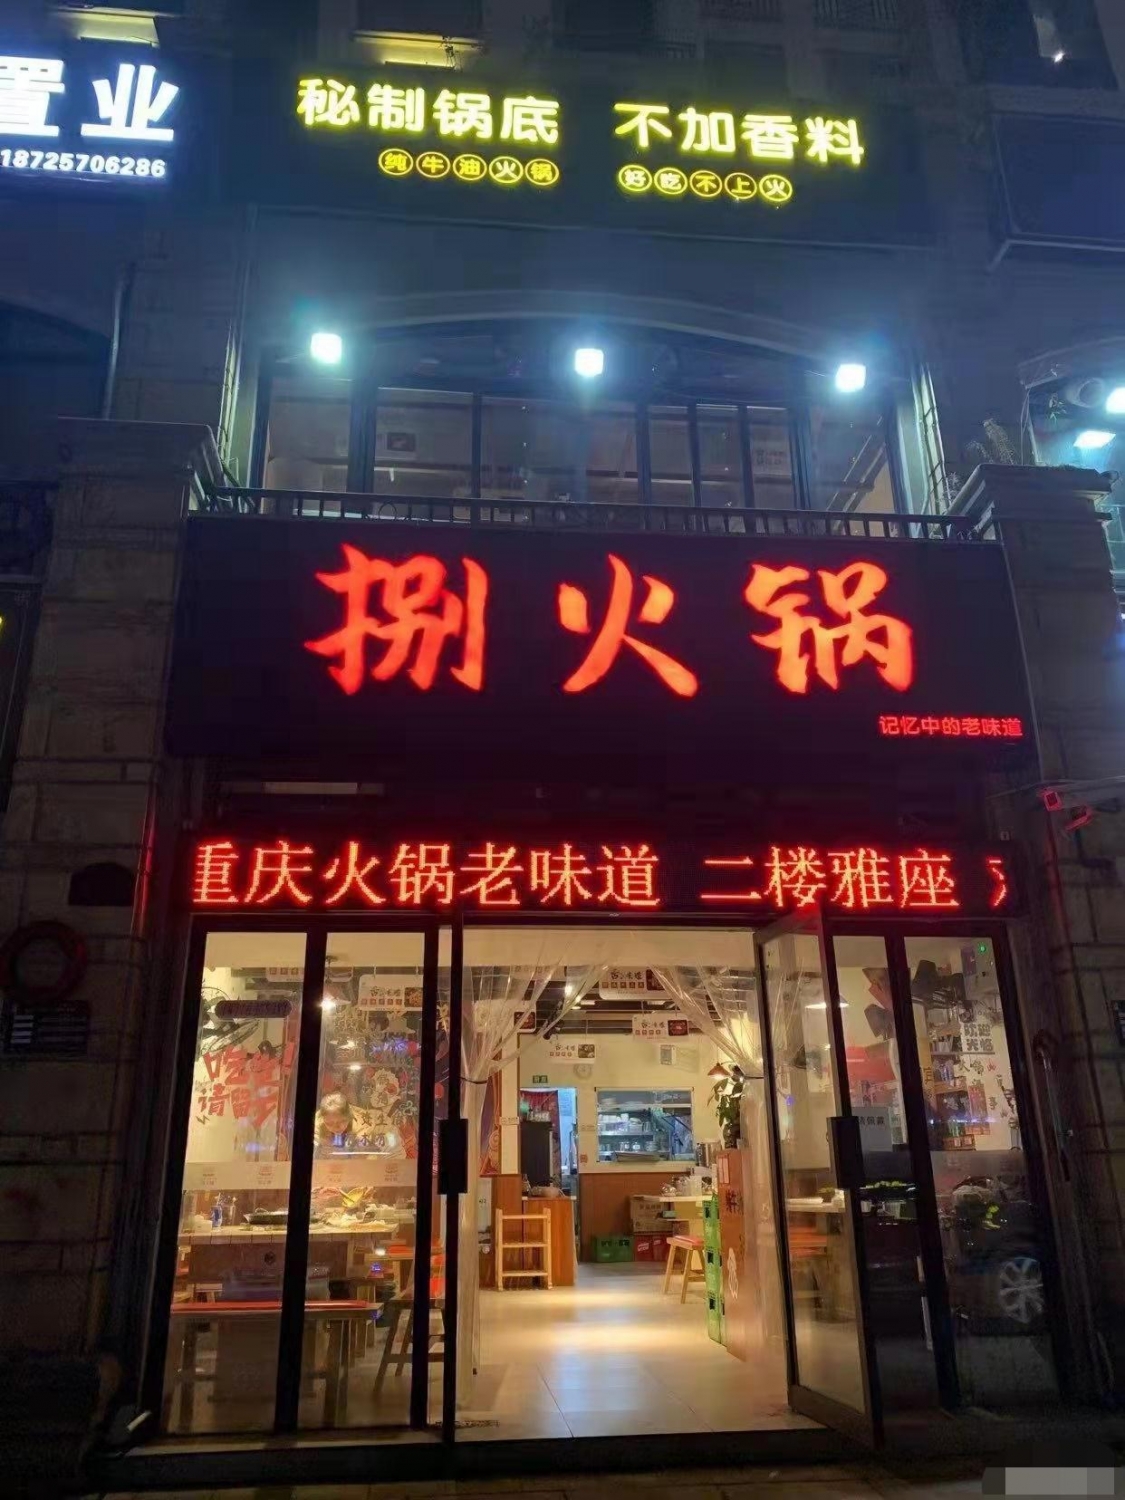 置业
18725706286
秘制锅底 不加香料
纯牛油火锅 好吃不上火
捌火锅
记忆中的老味道
重庆火锅老味道 二楼雅座